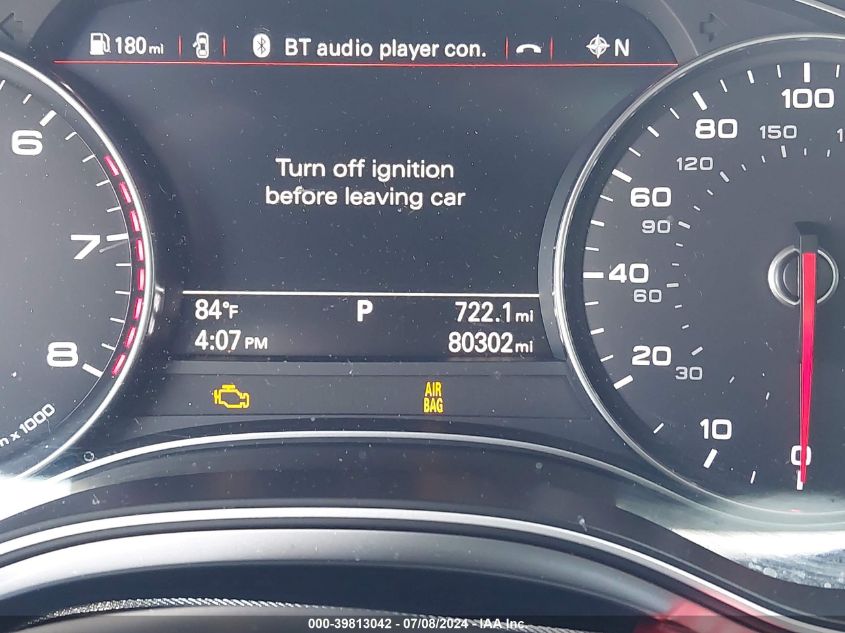 180mi BT audio player con. N
Turn off ignition
before leaving car
84°F P 722.1mi
4:07 PM 80302mi
AIR
BAG
6
7
8
x 1000
100
80
60
40
20
10
0
150
120
90
60
30
000-39813042 - 07/08/2024 - IAA Inc.